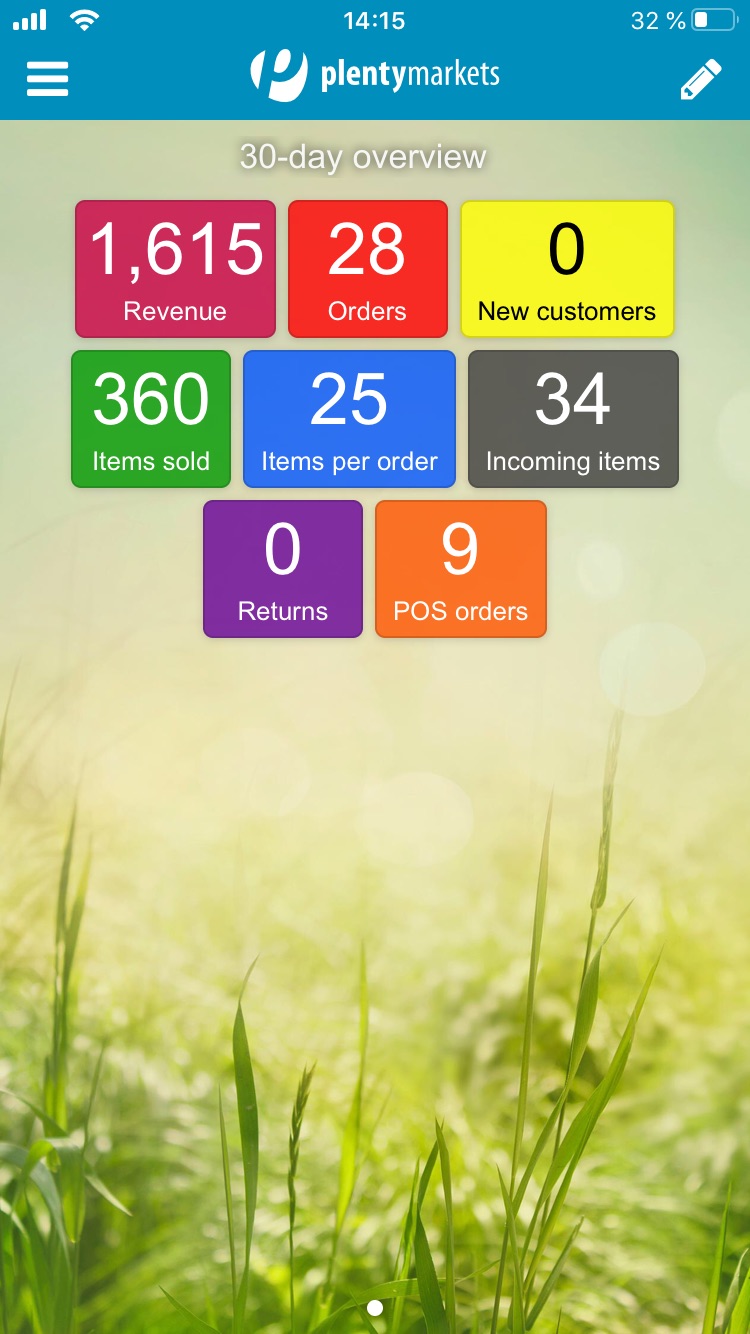 14:15
32 %
plentymarkets
30-day overview
1,615
Revenue
28
Orders
0
New customers
360
Items sold
25
Items per order
34
Incoming items
0
Returns
9
POS orders